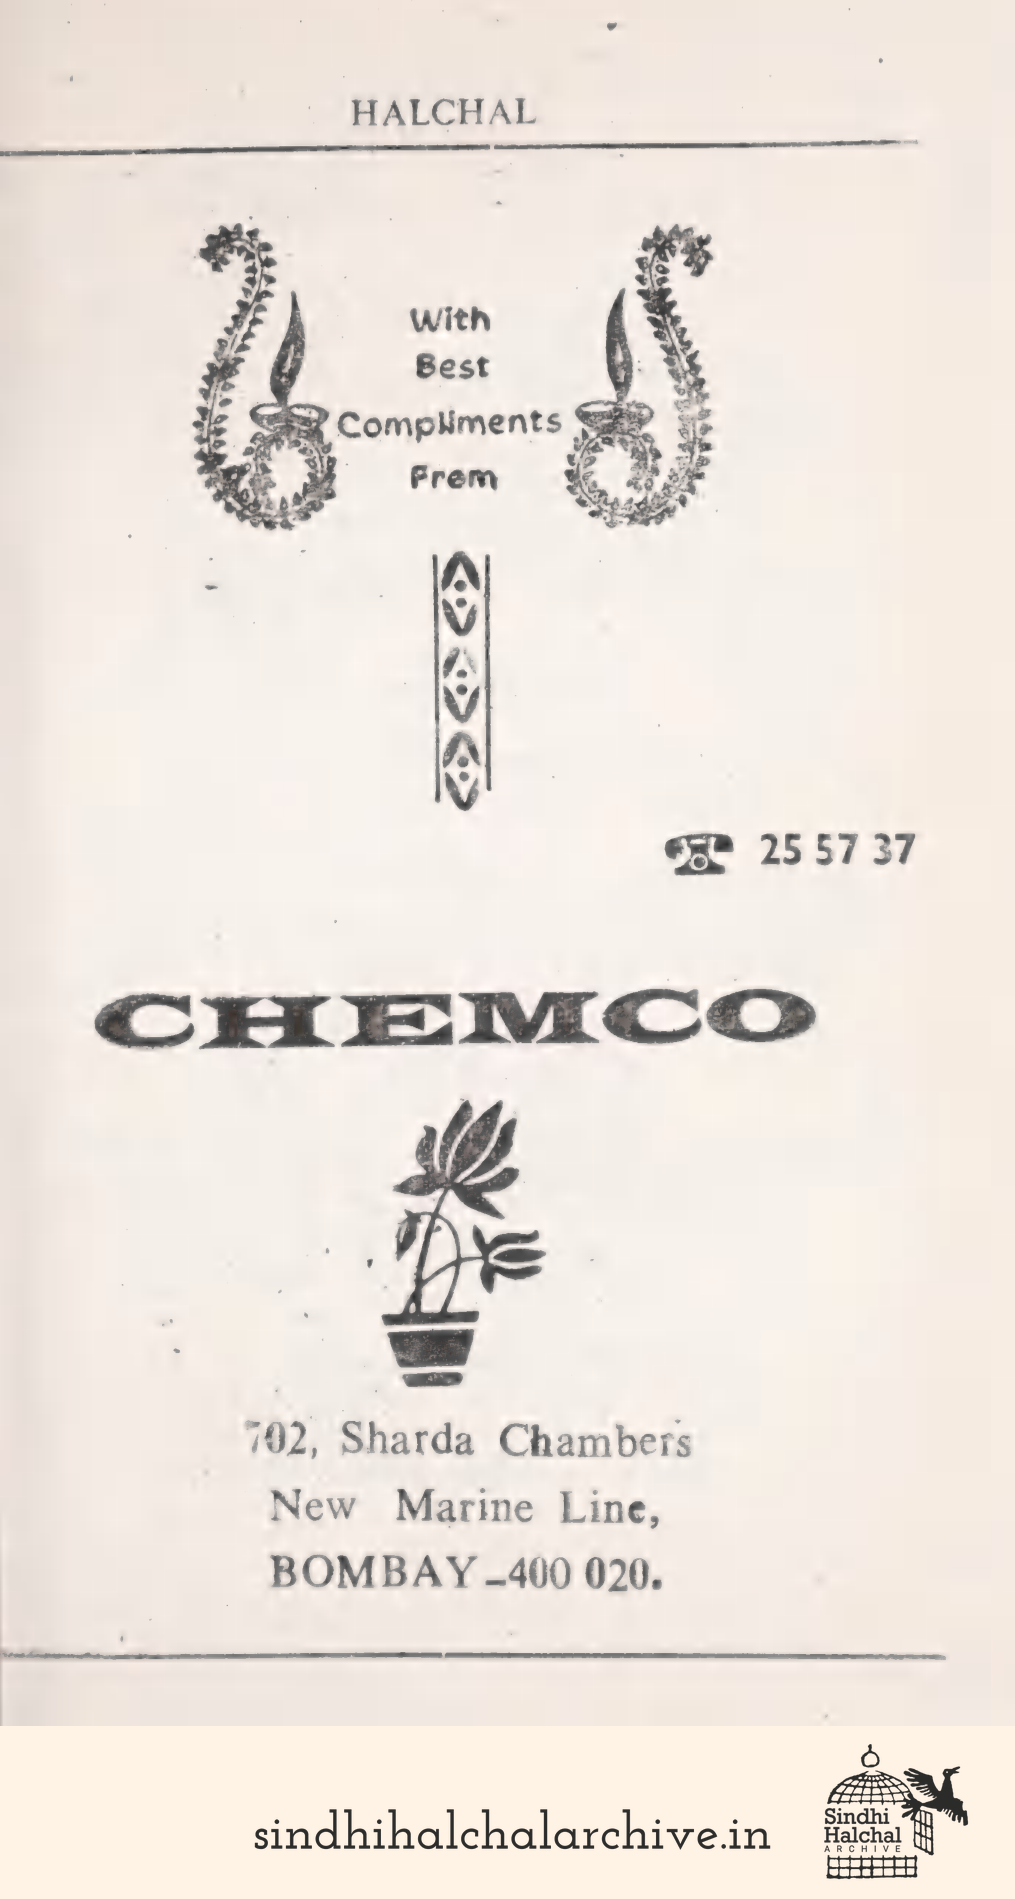 HALCHAL
With
Best
Compliments
From
25 57 37
CHEMCO
702, Sharda Chambers
New Marine Line,
BOMBAY-400 020.
sindhihalchalarchive.in
Sindhi
Halchal
ARCHIVE